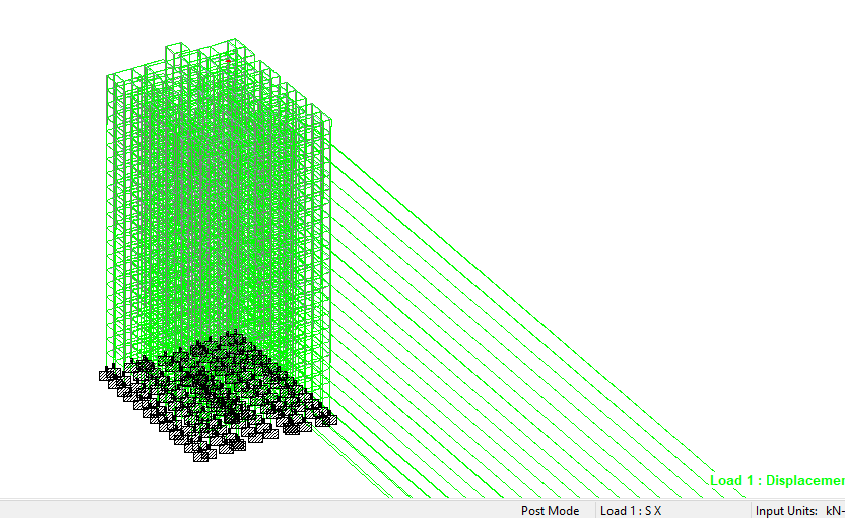 Load 1 : Displacemen
Post Mode
Load 1 : S X
Input Units: kN-